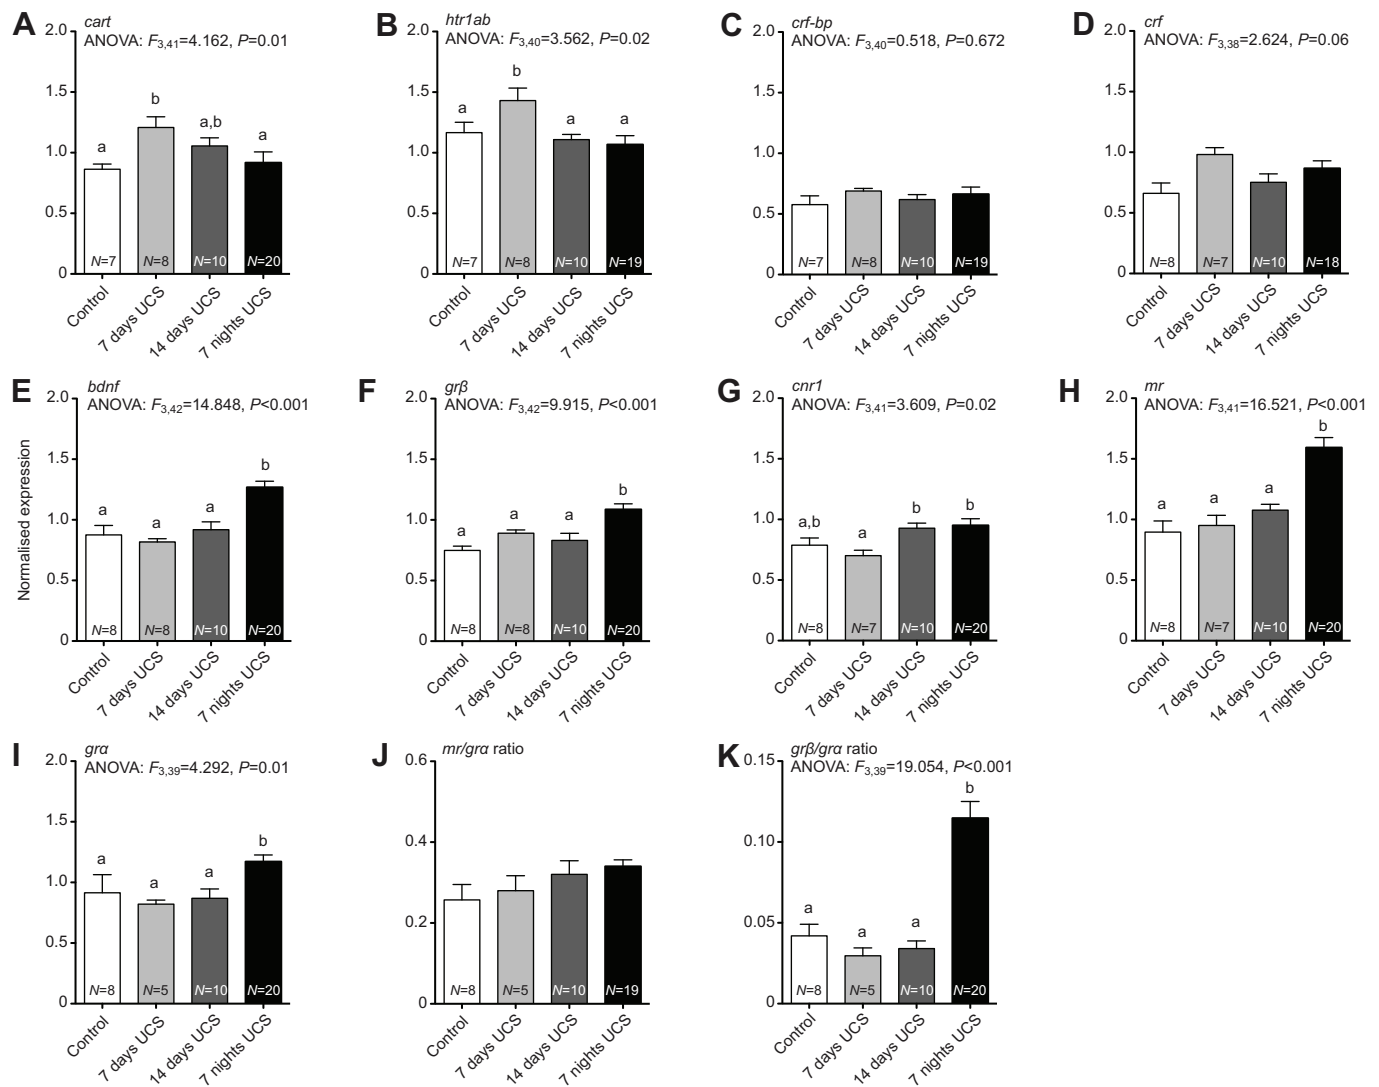 A
cart
ANOVA: F3,41=4.162, P=0.01
2.0
1.5
1.0
0.5
0
a
b
a,b
a
N=7
N=8
N=10
N=20
Control
7 days UCS
14 days UCS
7 nights UCS
B
htr1ab
ANOVA: F3,40=3.562, P=0.02
2.0
1.5
1.0
0.5
0
a
b
a
a
N=7
N=8
N=10
N=19
Control
7 days UCS
14 days UCS
7 nights UCS
C
crf-bp
ANOVA: F3,40=0.518, P=0.672
2.0
1.5
1.0
0.5
0
N=7
N=8
N=10
N=19
Control
7 days UCS
14 days UCS
7 nights UCS
D
crf
ANOVA: F3,38=2.624, P=0.06
2.0
1.5
1.0
0.5
0
N=8
N=7
N=10
N=18
Control
7 days UCS
14 days UCS
7 nights UCS
Normalised expression
E
bdnf
ANOVA: F3,42=14.848, P<0.001
2.0
1.5
1.0
0.5
0
a
a
a
b
N=8
N=8
N=10
N=20
Control
7 days UCS
14 days UCS
7 nights UCS
F
grβ
ANOVA: F3,42=9.915, P<0.001
2.0
1.5
1.0
0.5
0
a
a
a
b
N=8
N=8
N=10
N=20
Control
7 days UCS
14 days UCS
7 nights UCS
G
cnr1
ANOVA: F3,41=3.609, P=0.02
2.0
1.5
1.0
0.5
0
a,b
a
b
b
N=8
N=7
N=10
N=20
Control
7 days UCS
14 days UCS
7 nights UCS
H
mr
ANOVA: F3,41=16.521, P<0.001
2.0
1.5
1.0
0.5
0
a
a
a
b
N=8
N=7
N=10
N=20
Control
7 days UCS
14 days UCS
7 nights UCS
I
grα
ANOVA: F3,39=4.292, P=0.01
2.0
1.5
1.0
0.5
0
a
a
a
b
N=8
N=5
N=10
N=20
Control
7 days UCS
14 days UCS
7 nights UCS
J
mr/grα ratio
0.6
0.4
0.2
0
N=8
N=5
N=10
N=19
Control
7 days UCS
14 days UCS
7 nights UCS
K
grβ/grα ratio
ANOVA: F3,39=19.054, P<0.001
0.15
0.10
0.05
0
a
a
a
b
N=8
N=5
N=10
N=20
Control
7 days UCS
14 days UCS
7 nights UCS